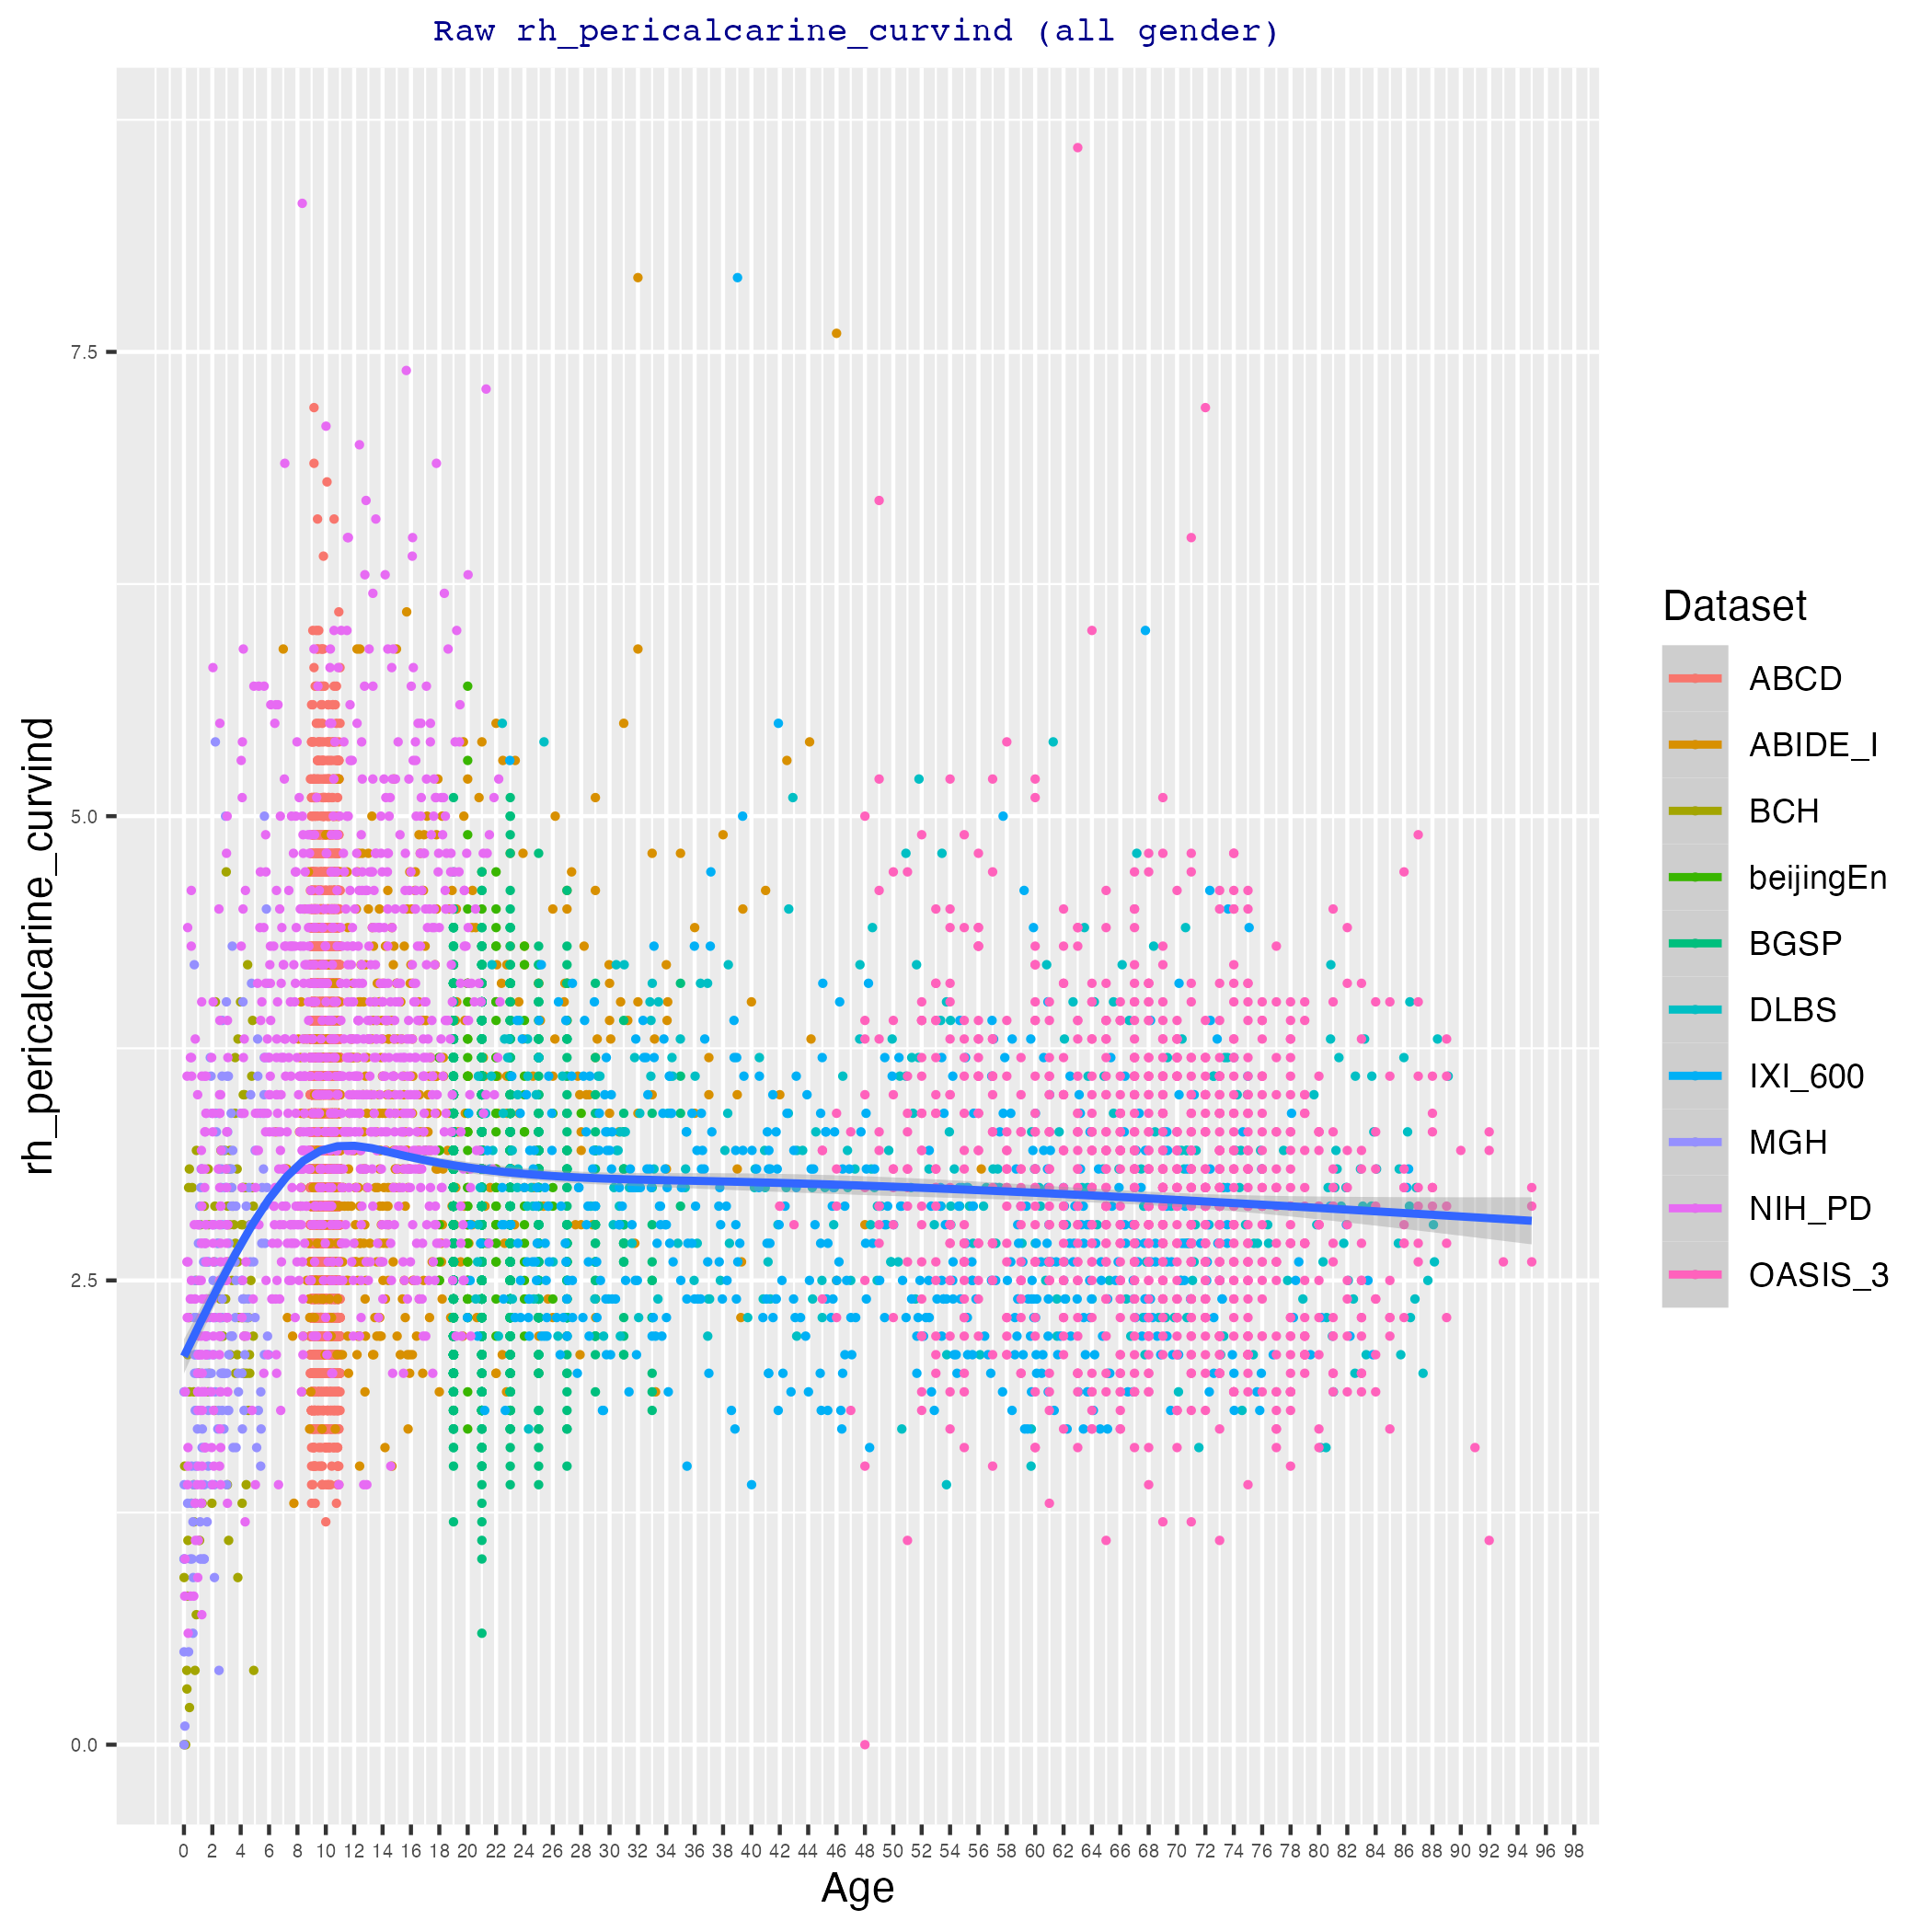 Raw rh_pericalcarine_curvind (all gender)
rh_pericalcarine_curvind
7.5
5.0
2.5
0.0
0 2 4 6 8 10 12 14 16 18 20 22 24 26 28 30 32 34 36 38 40 42 44 46 48 50 52 54 56 58 60 62 64 66 68 70 72 74 76 78 80 82 84 86 88 90 92 94 96 98
Age
Dataset
ABCD
ABIDE_I
BCH
beijingEn
BGSP
DLBS
IXI_600
MGH
NIH_PD
OASIS_3